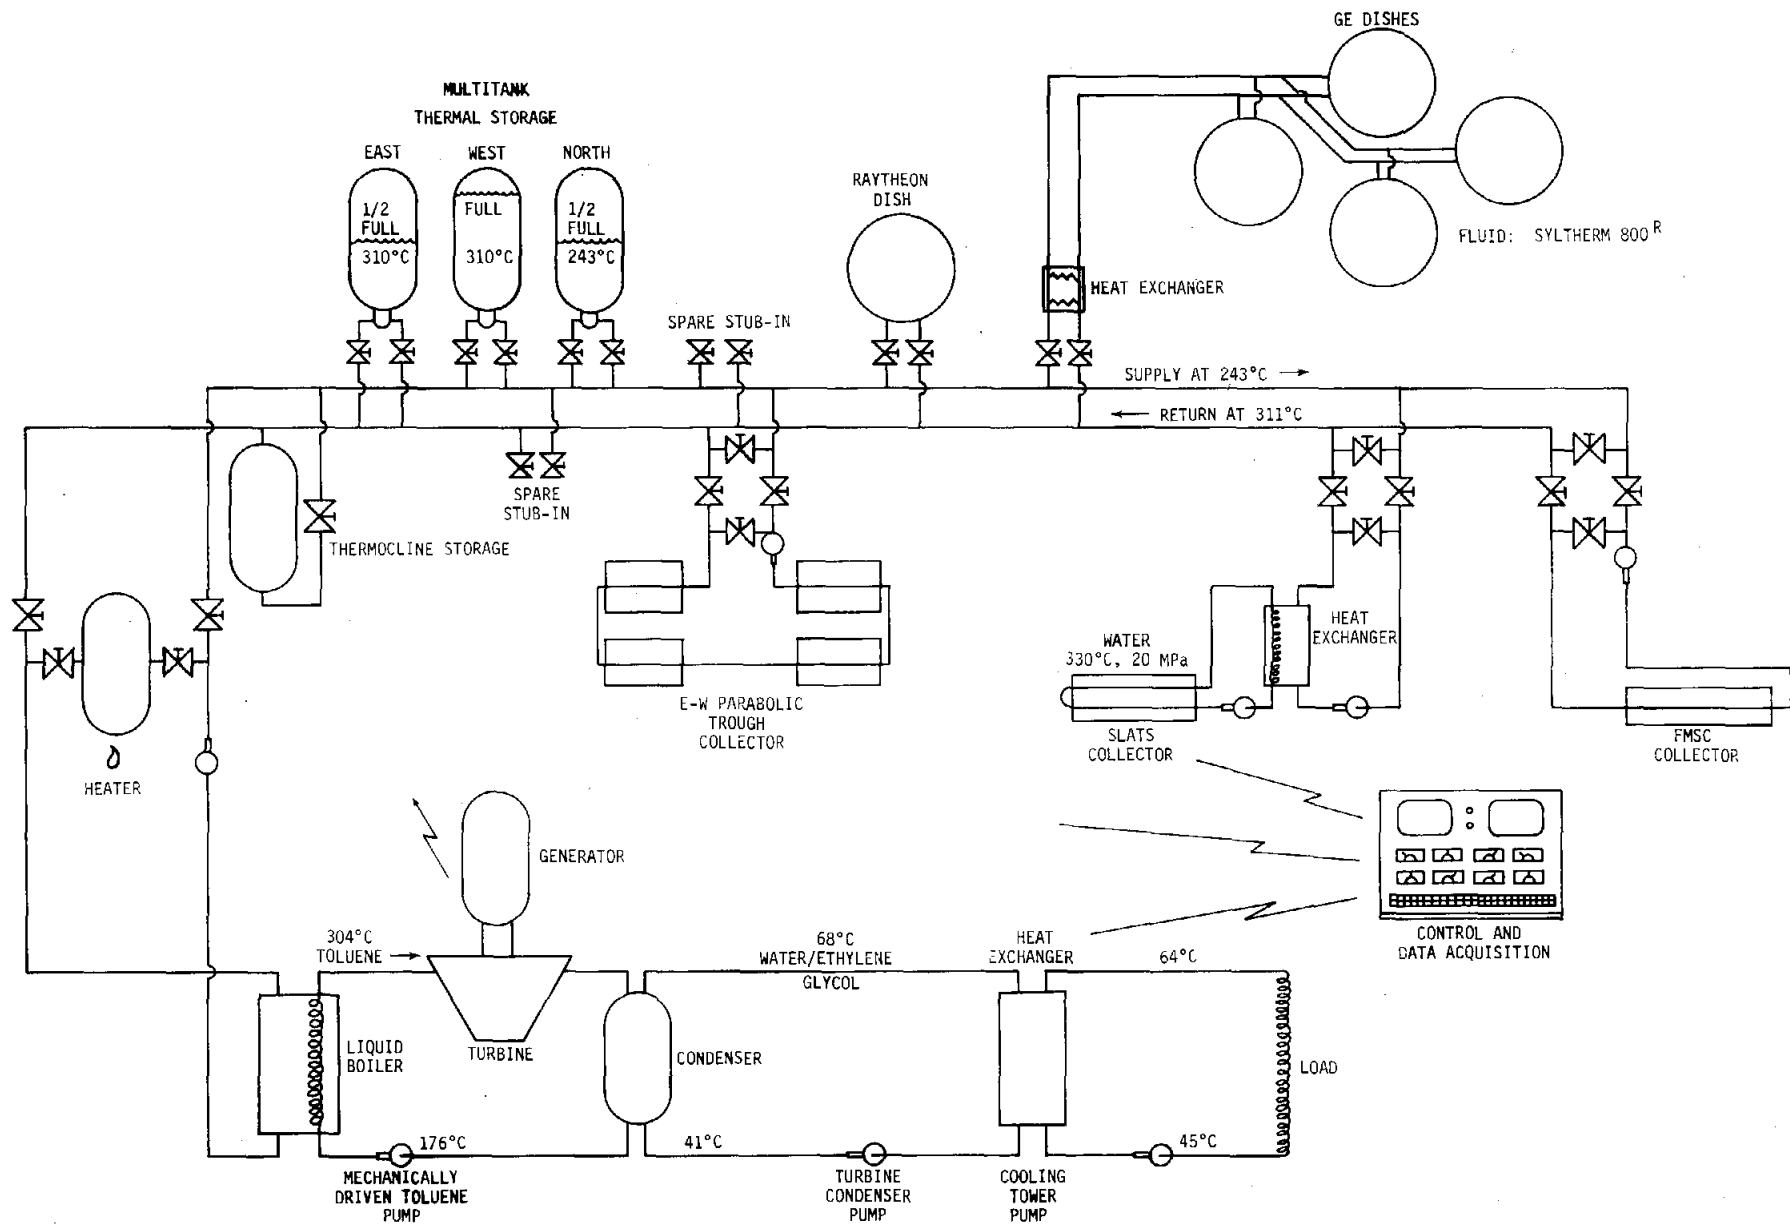 GE DISHES
MULTITANK
THERMAL STORAGE
EAST
WEST
NORTH
1/2
FULL
310°C
FULL
310°C
1/2
FULL
243°C
RAYTHEON
DISH
FLUID: SYLTHERM 800R
HEAT EXCHANGER
SPARE STUB-IN
SUPPLY AT 243°C →
← RETURN AT 311°C
SPARE
STUB-IN
THERMOCLINE STORAGE
HEATER
E-W PARABOLIC
TROUGH
COLLECTOR
WATER
330°C, 20 MPa
HEAT
EXCHANGER
SLATS
COLLECTOR
FMSC
COLLECTOR
GENERATOR
CONTROL AND
DATA ACQUISITION
304°C
TOLUENE →
68°C
WATER/ETHYLENE
GLYCOL
HEAT
EXCHANGER
64°C
LIQUID
BOILER
TURBINE
CONDENSER
LOAD
176°C
41°C
45°C
MECHANICALLY
DRIVEN TOLUENE
PUMP
TURBINE
CONDENSER
PUMP
COOLING
TOWER
PUMP